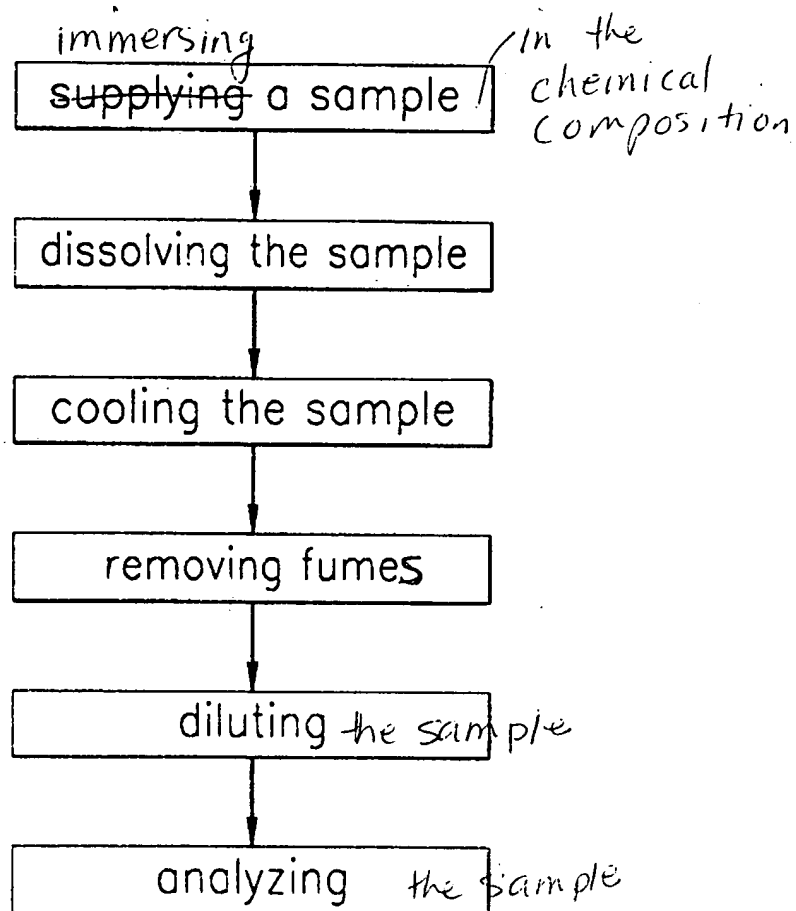 immersing
supplying a sample / in the
chemical
composition
dissolving the sample
cooling the sample
removing fumes
diluting the sample
analyzing the sample